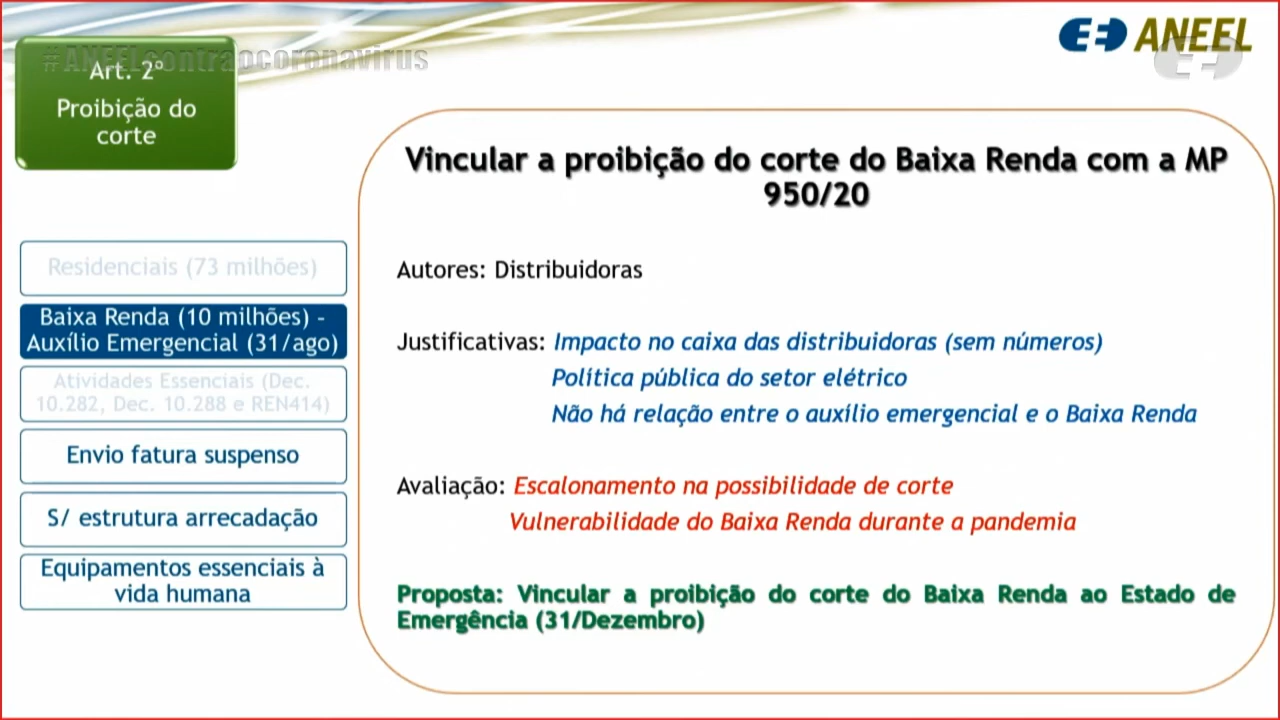 #ANEELcontraocoronavirus
ANEEL
Art. 2º
Proibição do
corte
Residenciais (73 milhões)
Baixa Renda (10 milhões) -
Auxílio Emergencial (31/ago)
Atividades Essenciais (Dec.
10.282, Dec. 10.288 e REN414)
Envio fatura suspenso
S/ estrutura arrecadação
Equipamentos essenciais à
vida humana
Vincular a proibição do corte do Baixa Renda com a MP
950/20
Autores: Distribuidoras
Justificativas: Impacto no caixa das distribuidoras (sem números)
Política pública do setor elétrico
Não há relação entre o auxílio emergencial e o Baixa Renda
Avaliação: Escalonamento na possibilidade de corte
Vulnerabilidade do Baixa Renda durante a pandemia
Proposta: Vincular a proibição do corte do Baixa Renda ao Estado de
Emergência (31/Dezembro)